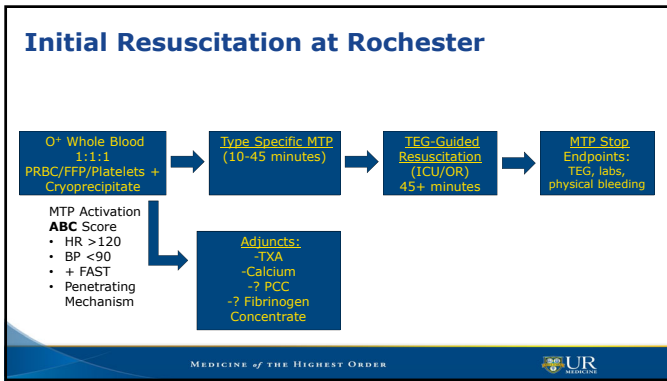 Initial Resuscitation at Rochester
O⁺ Whole Blood
1:1:1
PRBC/FFP/Platelets +
Cryoprecipitate
Type Specific MTP
(10-45 minutes)
TEG-Guided
Resuscitation
(ICU/OR)
45+ minutes
MTP Stop
Endpoints:
TEG, labs,
physical bleeding
MTP Activation
ABC Score
• HR >120
• BP <90
• + FAST
• Penetrating
Mechanism
Adjuncts:
-TXA
-Calcium
-? PCC
-? Fibrinogen
Concentrate
MEDICINE of THE HIGHEST ORDER
UR
MEDICINE